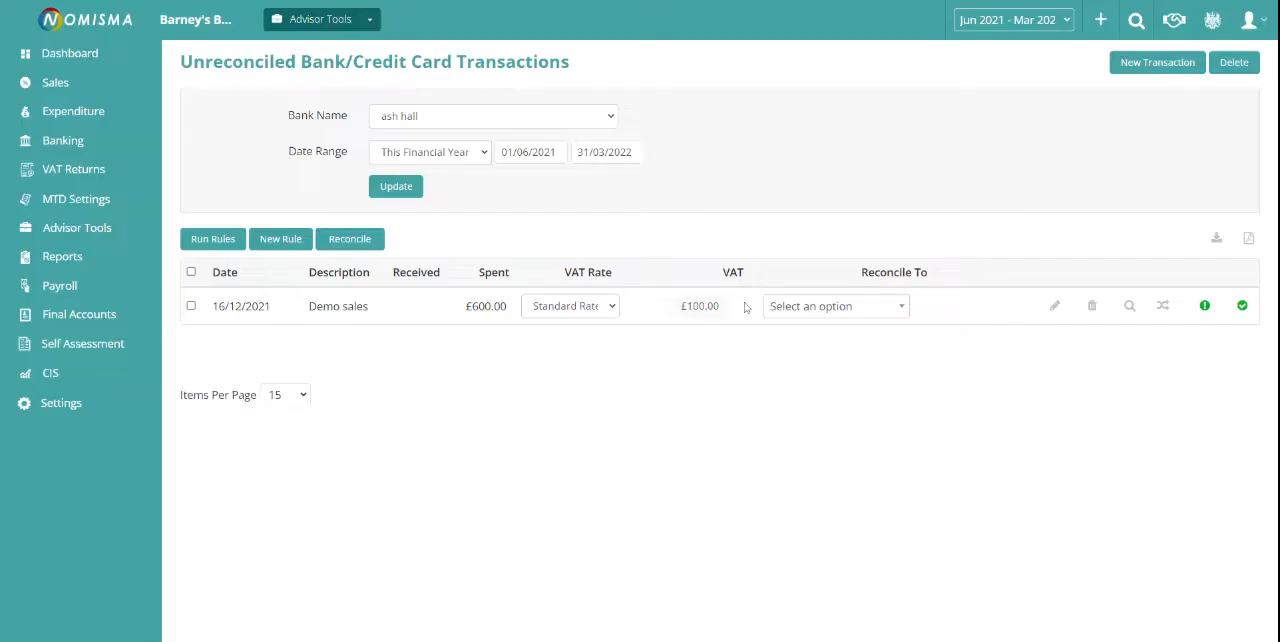 NOMISMA Barney's B... Advisor Tools Jun 2021 - Mar 202
Dashboard
Sales
Expenditure
Banking
VAT Returns
MTD Settings
Advisor Tools
Reports
Payroll
Final Accounts
Self Assessment
CIS
Settings
Unreconciled Bank/Credit Card Transactions New Transaction Delete
Bank Name ash hall
Date Range This Financial Year 01/06/2021 31/03/2022
Update
Run Rules New Rule Reconcile
Date Description Received Spent VAT Rate VAT Reconcile To
16/12/2021 Demo sales £600.00 Standard Rate £100.00 Select an option
Items Per Page 15